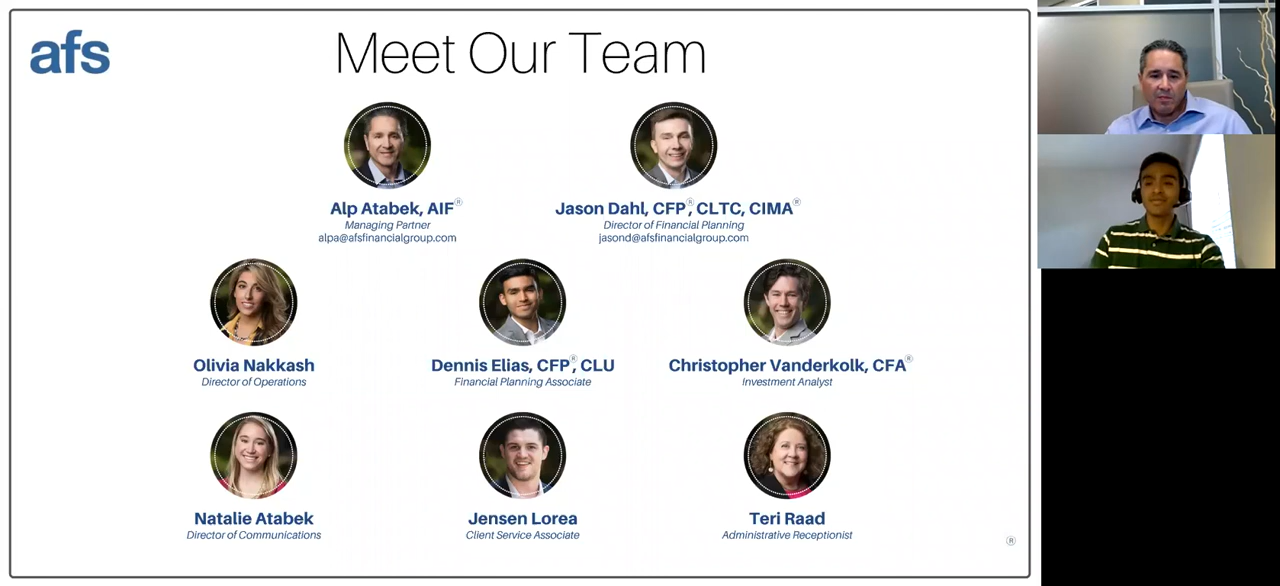 afs
Meet Our Team
Alp Atabek, AIF®
Managing Partner
alpa@afsfinancialgroup.com
Jason Dahl, CFP®, CLTC, CIMA®
Director of Financial Planning
jasond@afsfinancialgroup.com
Olivia Nakkash
Director of Operations
Dennis Elias, CFP®, CLU
Financial Planning Associate
Christopher Vanderkolk, CFA®
Investment Analyst
Natalie Atabek
Director of Communications
Jensen Lorea
Client Service Associate
Teri Raad
Administrative Receptionist
®